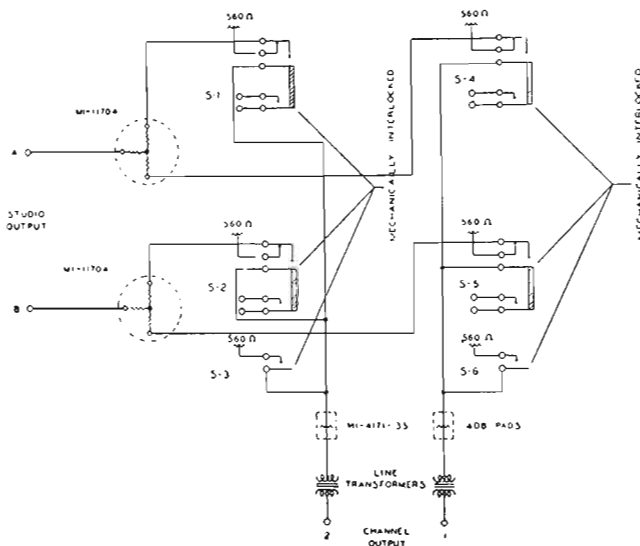 560 Ω
560 Ω
S-1
S-4
MI-11704
A
STUDIO
OUTPUT
MECHANICALLY INTERLOCKED
MECHANICALLY INTERLOCKED
560 Ω
560 Ω
MI-11704
S-2
S-5
B
560 Ω
560 Ω
S-3
S-6
MI-4171-35
4DB PADS
LINE
TRANSFORMERS
2
CHANNEL
OUTPUT
1